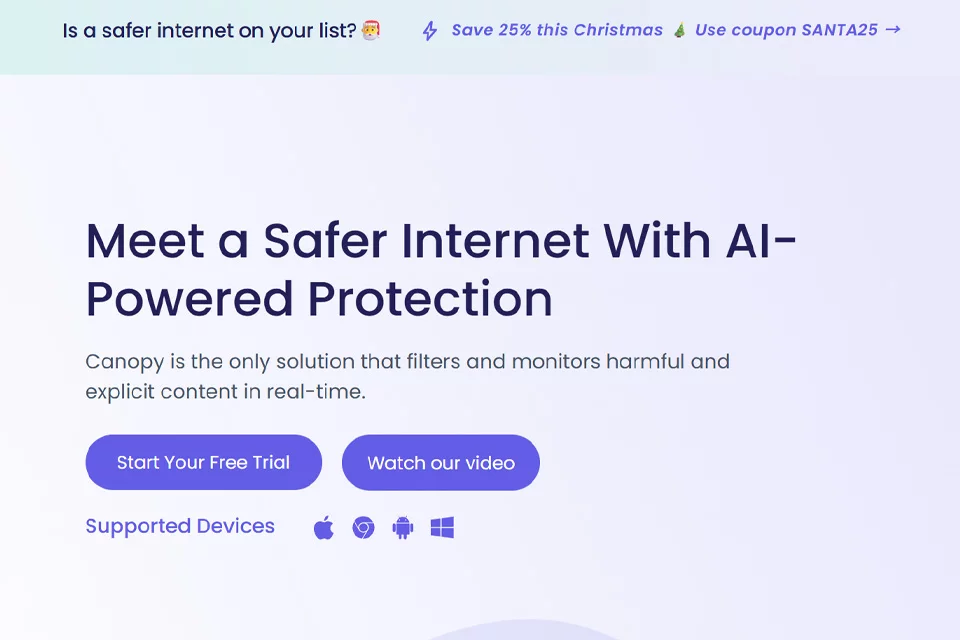 Is a safer internet on your list? 🎅
Save 25% this Christmas 🎄 Use coupon SANTA25 →
Meet a Safer Internet With AI-
Powered Protection
Canopy is the only solution that filters and monitors harmful and
explicit content in real-time.
Start Your Free Trial
Watch our video
Supported Devices